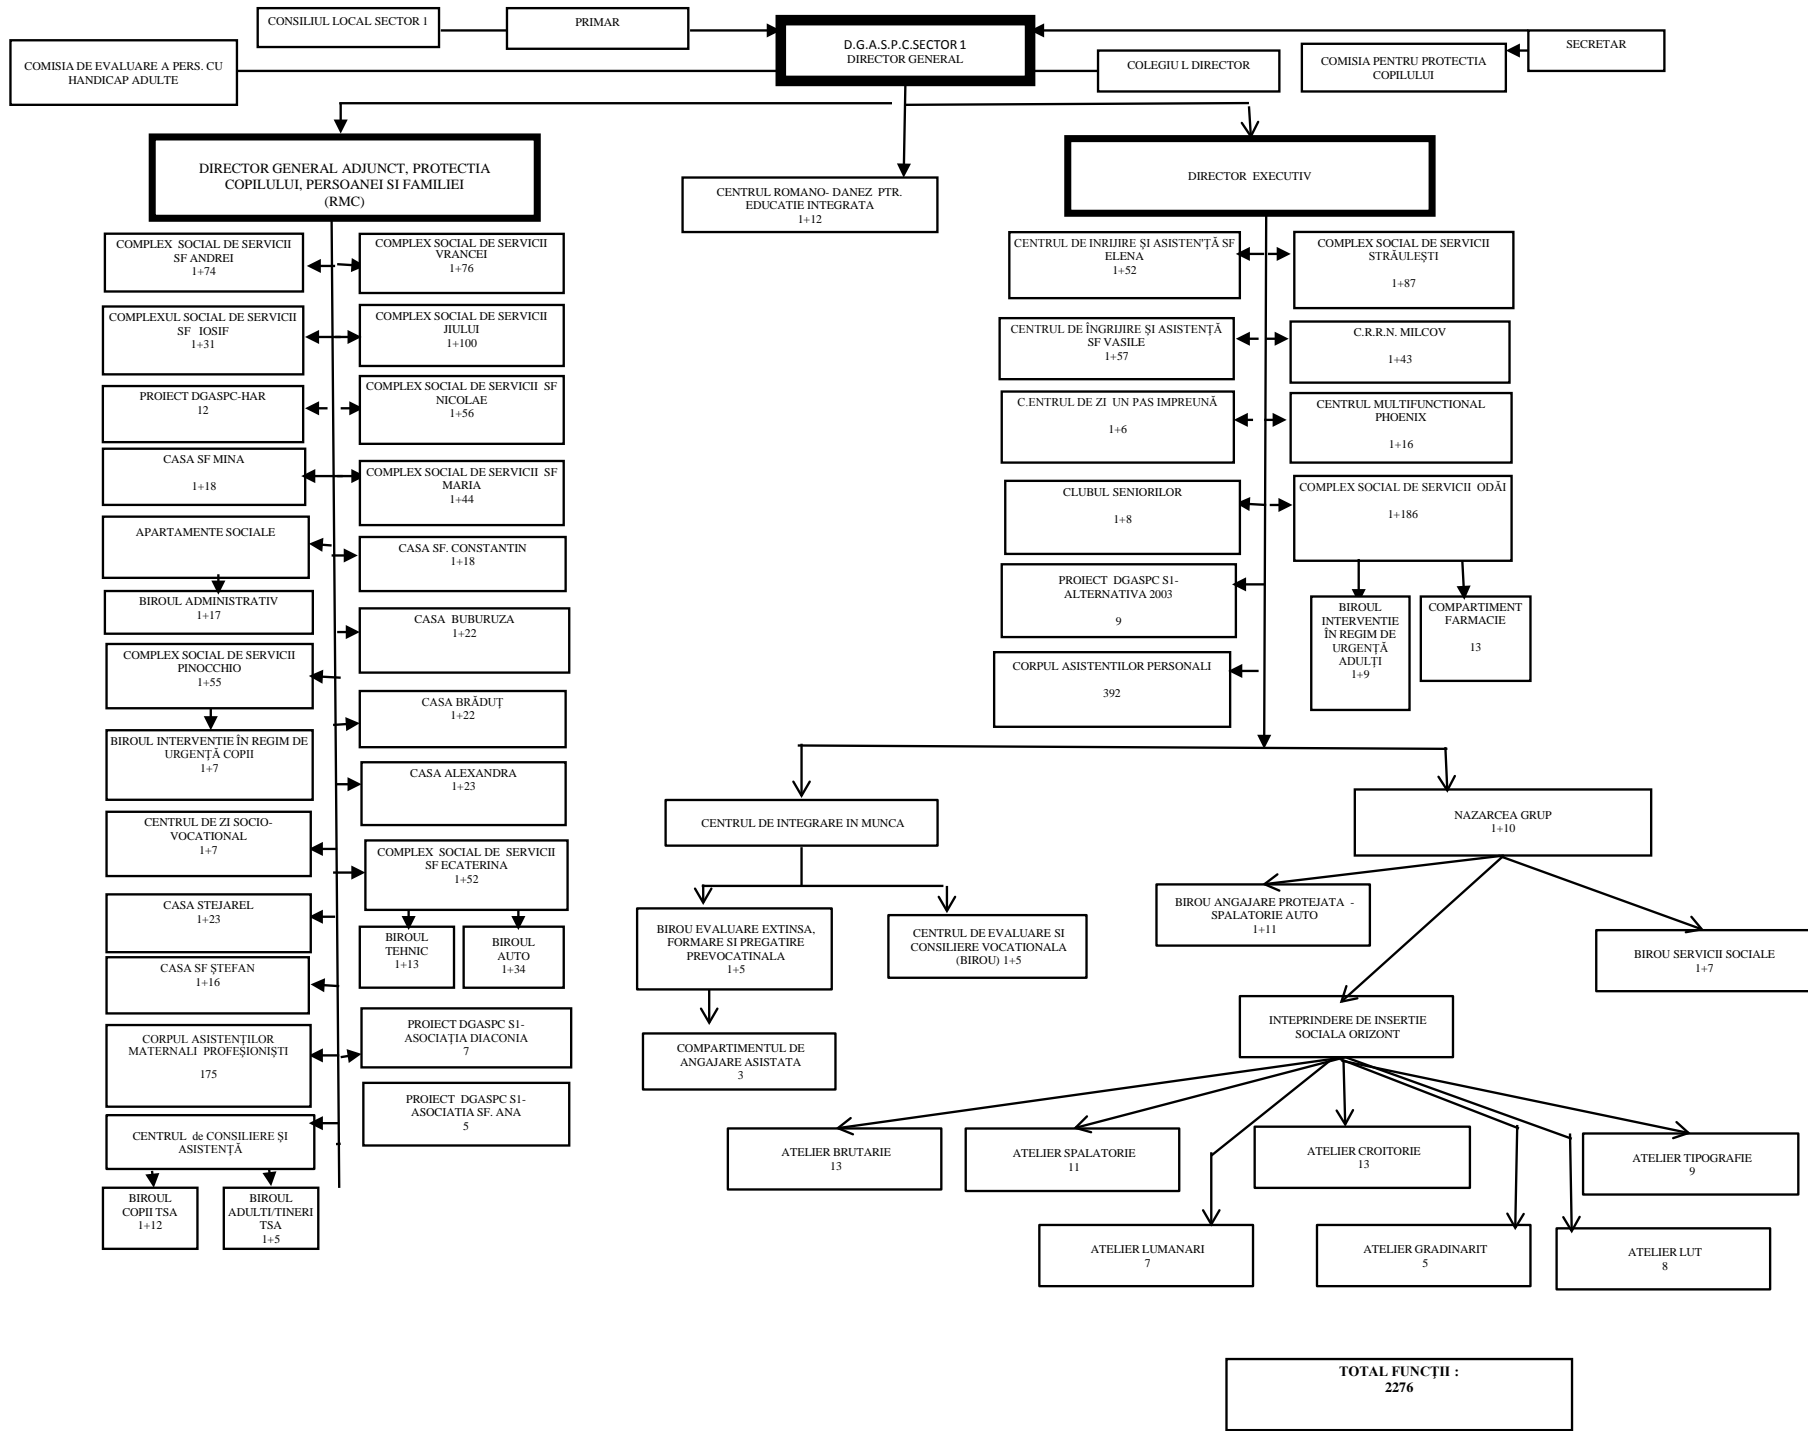 CONSILIUL LOCAL SECTOR 1
PRIMAR
D.G.A.S.P.C.SECTOR 1
DIRECTOR GENERAL
SECRETAR
COMISIA DE EVALUARE A PERS. CU
HANDICAP ADULTE
COLEGIU L DIRECTOR
COMISIA PENTRU PROTECTIA
COPILULUI
DIRECTOR GENERAL ADJUNCT, PROTECTIA
COPILULUI, PERSOANEI SI FAMILIEI
(RMC)
CENTRUL ROMANO- DANEZ PTR.
EDUCATIE INTEGRATA
1+12
DIRECTOR EXECUTIV
COMPLEX SOCIAL DE SERVICII
SF ANDREI
1+74
COMPLEX SOCIAL DE SERVICII
VRANCEI
1+76
COMPLEXUL SOCIAL DE SERVICII
SF IOSIF
1+31
COMPLEX SOCIAL DE SERVICII
JIULUI
1+100
PROIECT DGASPC-HAR
12
COMPLEX SOCIAL DE SERVICII SF
NICOLAE
1+56
CASA SF MINA
1+18
COMPLEX SOCIAL DE SERVICII SF
MARIA
1+44
APARTAMENTE SOCIALE
CASA SF. CONSTANTIN
1+18
BIROUL ADMINISTRATIV
1+17
CASA BUBURUZA
1+22
COMPLEX SOCIAL DE SERVICII
PINOCCHIO
1+55
CASA BRĂDUȚ
1+22
BIROUL INTERVENTIE ÎN REGIM DE
URGENȚĂ COPII
1+7
CASA ALEXANDRA
1+23
CENTRUL DE ZI SOCIO-
VOCATIONAL
1+7
COMPLEX SOCIAL DE SERVICII
SF ECATERINA
1+52
CASA STEJAREL
1+23
BIROUL
TEHNIC
1+13
BIROUL
AUTO
1+34
CASA SF ȘTEFAN
1+16
CORPUL ASISTENȚILOR
MATERNALI PROFESIONIȘTI
175
PROIECT DGASPC S1-
ASOCIAȚIA DIACONIA
7
PROIECT DGASPC S1-
ASOCIATIA SF. ANA
5
CENTRUL de CONSILIERE ȘI
ASISTENȚĂ
BIROUL
COPII TSA
1+12
BIROUL
ADULTI/TINERI
TSA
1+5
CENTRUL DE INRIJIRE ȘI ASISTEN'ȚĂ SF
ELENA
1+52
COMPLEX SOCIAL DE SERVICII
STRĂULEȘTI
1+87
CENTRUL DE ÎNGRIJIRE ȘI ASISTENȚĂ
SF VASILE
1+57
C.R.R.N. MILCOV
1+43
C.ENTRUL DE ZI UN PAS IMPREUNĂ
1+6
CENTRUL MULTIFUNCTIONAL
PHOENIX
1+16
CLUBUL SENIORILOR
1+8
COMPLEX SOCIAL DE SERVICII ODĂI
1+186
PROIECT DGASPC S1-
ALTERNATIVA 2003
9
BIROUL
INTERVENTIE
ÎN REGIM DE
URGENȚĂ
ADULȚI
1+9
COMPARTIMENT
FARMACIE
13
CORPUL ASISTENTILOR PERSONALI
392
CENTRUL DE INTEGRARE IN MUNCA
NAZARCEA GRUP
1+10
BIROU EVALUARE EXTINSA,
FORMARE SI PREGATIRE
PREVOCATINALA
1+5
CENTRUL DE EVALUARE SI
CONSILIERE VOCATIONALA
(BIROU) 1+5
BIROU ANGAJARE PROTEJATA -
SPALATORIE AUTO
1+11
BIROU SERVICII SOCIALE
1+7
COMPARTIMENTUL DE
ANGAJARE ASISTATA
3
INTEPRINDERE DE INSERTIE
SOCIALA ORIZONT
ATELIER BRUTARIE
13
ATELIER SPALATORIE
11
ATELIER CROITORIE
13
ATELIER TIPOGRAFIE
9
ATELIER LUMANARI
7
ATELIER GRADINARIT
5
ATELIER LUT
8
TOTAL FUNCȚII :
2276